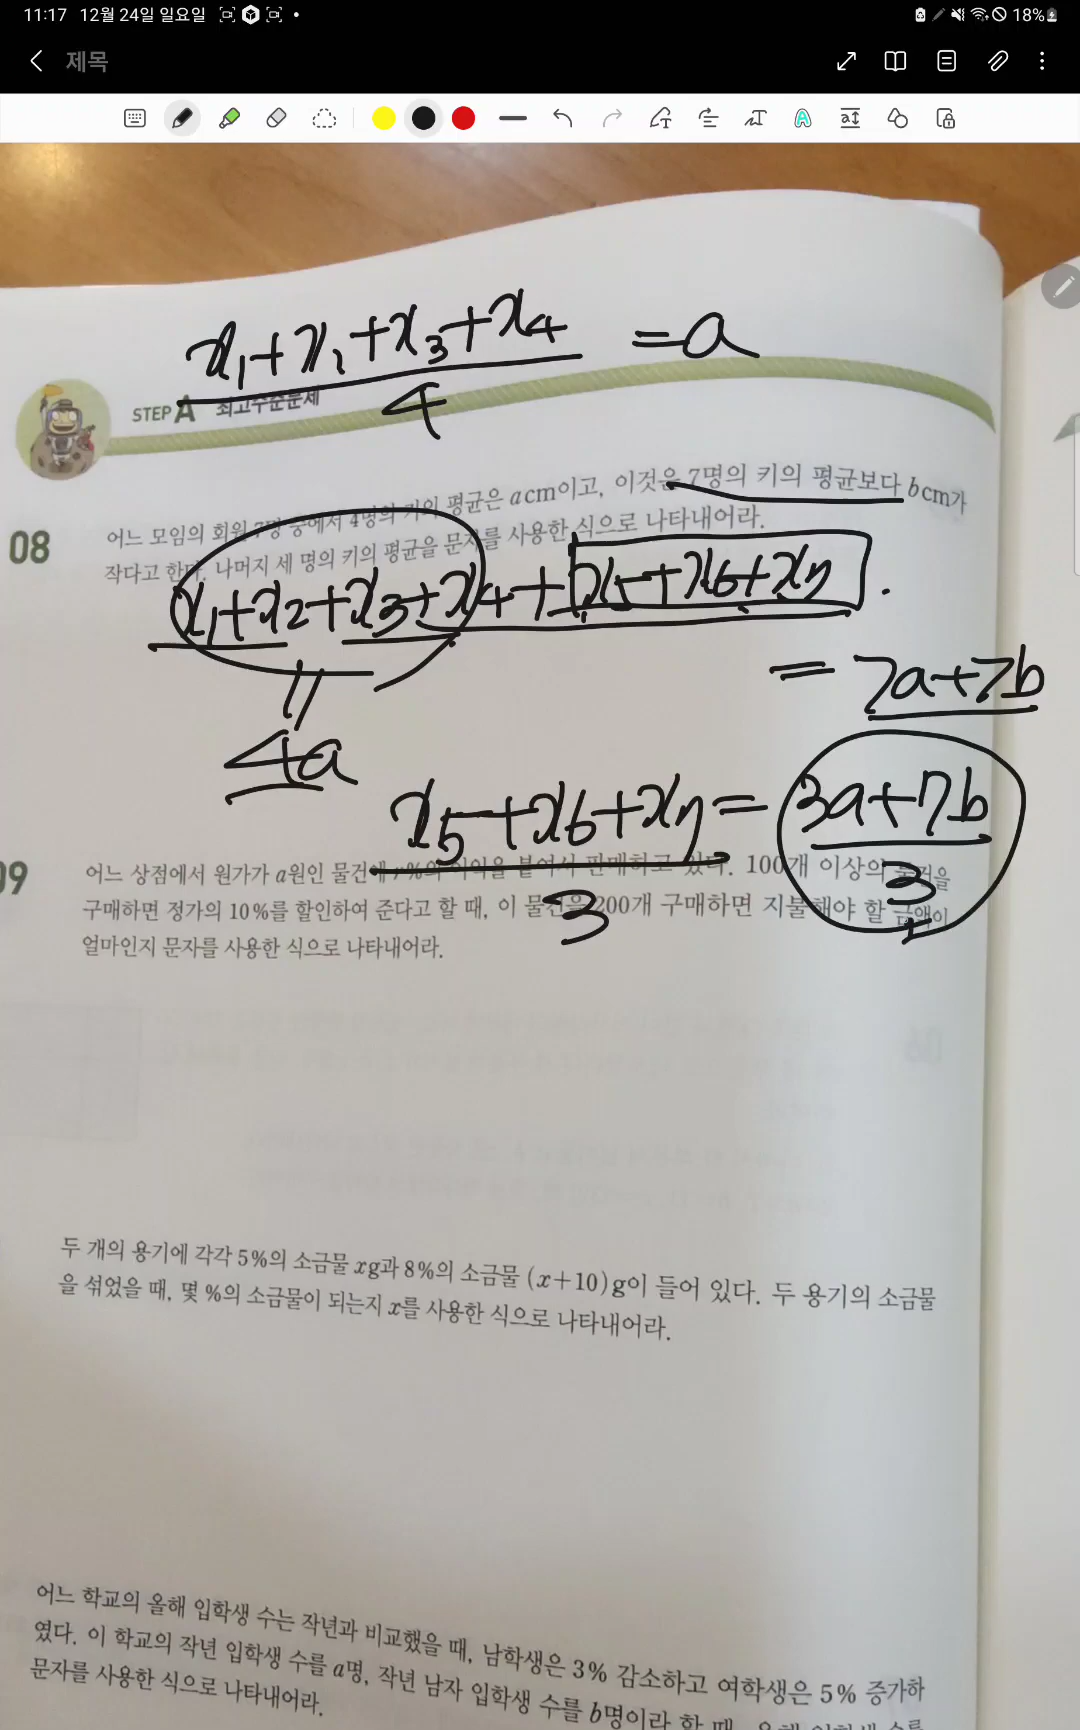 11:17 12월 24일 일요일
18%
제목
x₁+x₂+x₃+x₄
4
=a
STEP A 최고수준문제
08
어느 모임의 회원 7명 중에서 4명의 키의 평균은 a cm이고, 이것은 7명의 키의 평균보다 b cm가
작다고 한다. 나머지 세 명의 키의 평균을 문자를 사용한 식으로 나타내어라.
x₁+x₂+x₃+x₄+x₅+x₆+x₇
=7a+7b
4a
x₅+x₆+x₇
3
=
3a+7b
3
09
어느 상점에서 원가가 a원인 물건에 %의 이익을 붙여서 판매하고 있다. 100개 이상의 물건을
구매하면 정가의 10%를 할인하여 준다고 할 때, 이 물건을 200개 구매하면 지불해야 할 금액이
얼마인지 문자를 사용한 식으로 나타내어라.
두 개의 용기에 각각 5%의 소금물 xg과 8%의 소금물 (x+10)g이 들어 있다. 두 용기의 소금물
을 섞었을 때, 몇 %의 소금물이 되는지 x를 사용한 식으로 나타내어라.
어느 학교의 올해 입학생 수는 작년과 비교했을 때, 남학생은 3% 감소하고 여학생은 5% 증가하
였다. 이 학교의 작년 입학생 수를 a명, 작년 남자 입학생 수를 b명이라 할 때,
문자를 사용한 식으로 나타내어라.